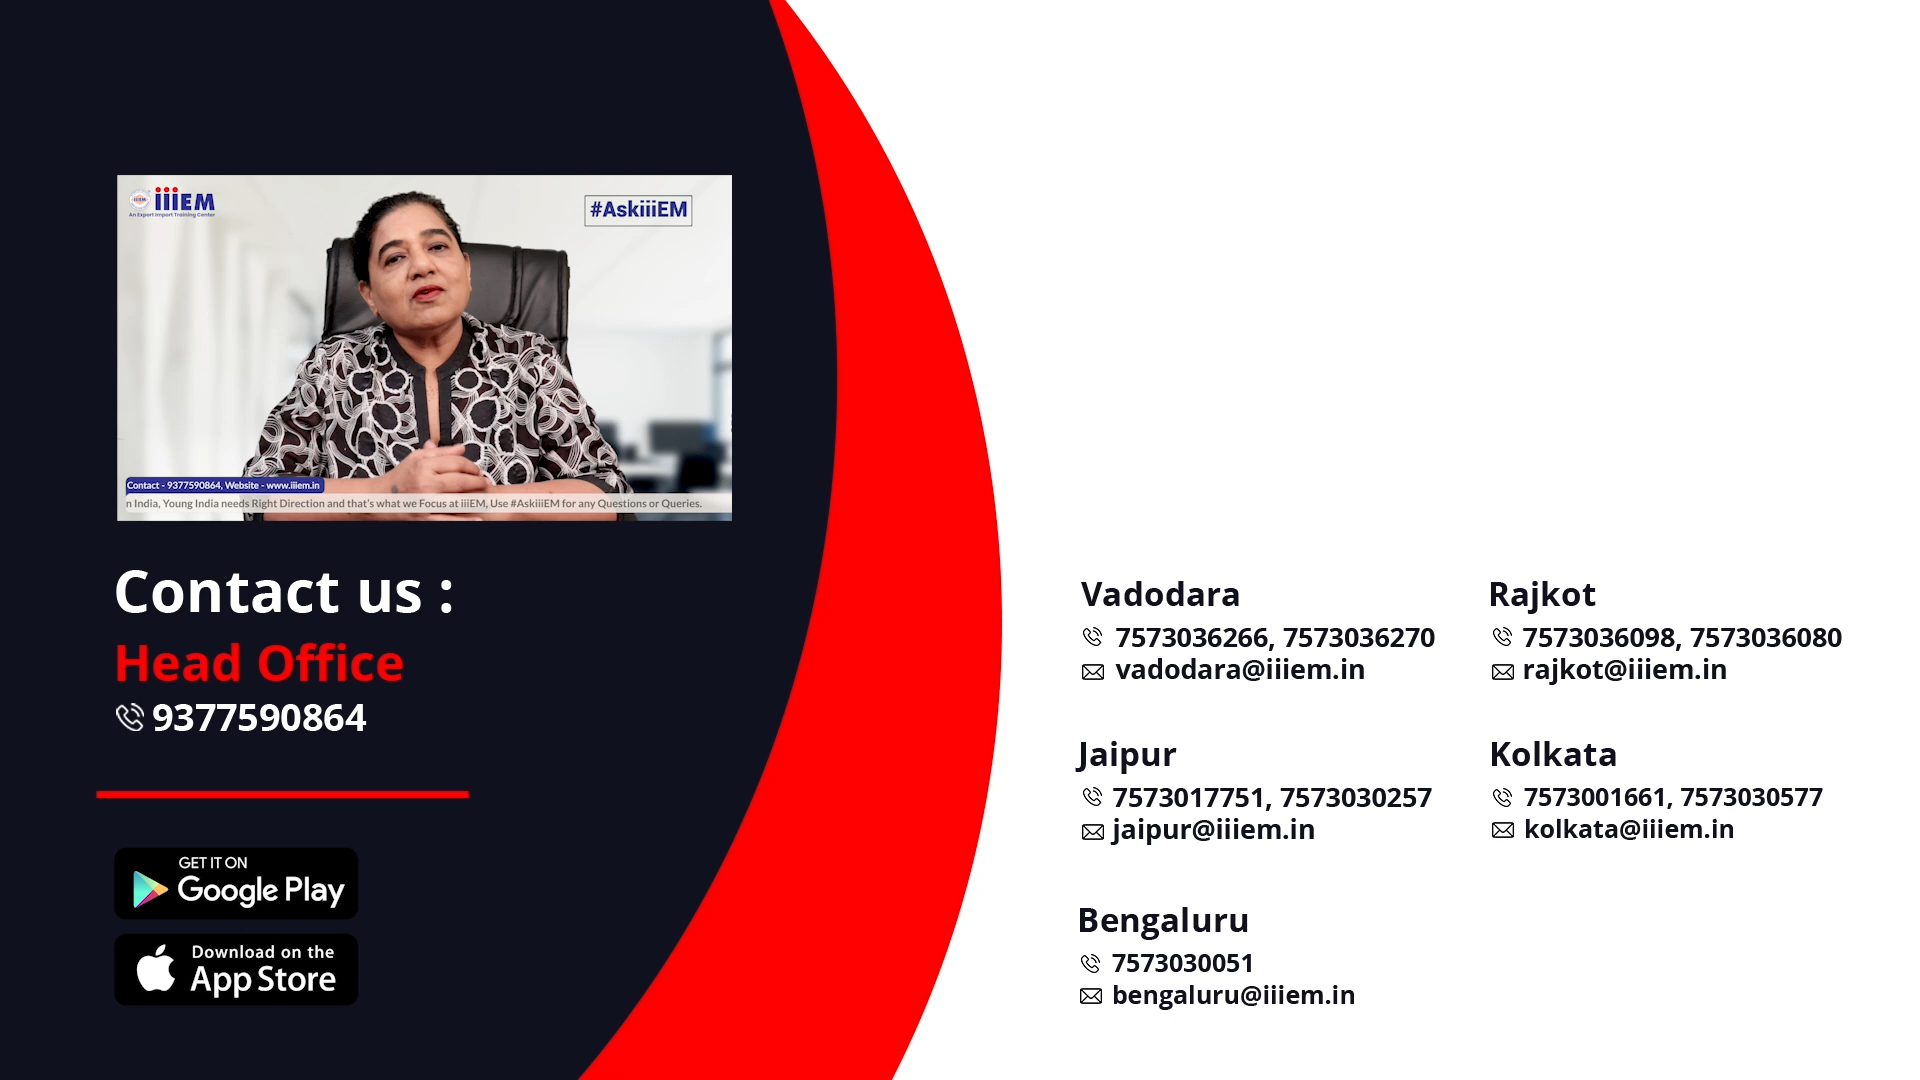 iiiEM
An Export Import Training Center
#AskiiiEM
Contact - 9377590864, Website - www.iiiem.in
n India, Young India needs Right Direction and that's what we Focus at iiiEM, Use #AskiiiEM for any Questions or Queries.
Contact us :
Head Office
9377590864
GET IT ON
Google Play
Download on the
App Store
Vadodara
7573036266, 7573036270
vadodara@iiiem.in
Rajkot
7573036098, 7573036080
rajkot@iiiem.in
Jaipur
7573017751, 7573030257
jaipur@iiiem.in
Kolkata
7573001661, 7573030577
kolkata@iiiem.in
Bengaluru
7573030051
bengaluru@iiiem.in